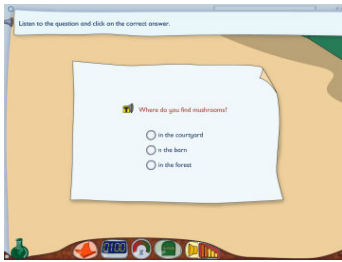 Listen to the question and click on the correct answer.
Where do you find mushrooms?
in the courtyard
n the barn
in the forest